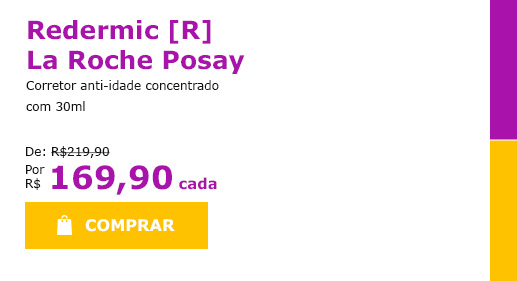 Redermic [R]
La Roche Posay
Corretor anti-idade concentrado
com 30ml
De: R$219,90
Por R$ 169,90 cada
COMPRAR